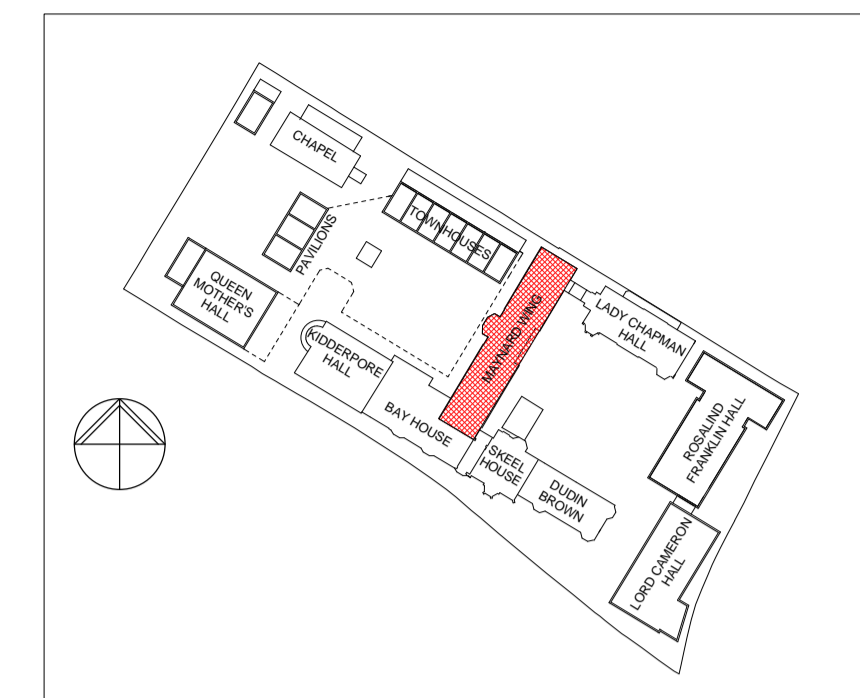 CHAPEL
TOWNHOUSES
PAVILIONS
QUEEN
MOTHER'S
HALL
KIDDERPORE
HALL
BAY HOUSE
MAYNARD WING
LADY CHAPMAN
HALL
SKEEL
HOUSE
DUDIN
BROWN
ROSALIND
FRANKLIN HALL
LORD CAMERON
HALL